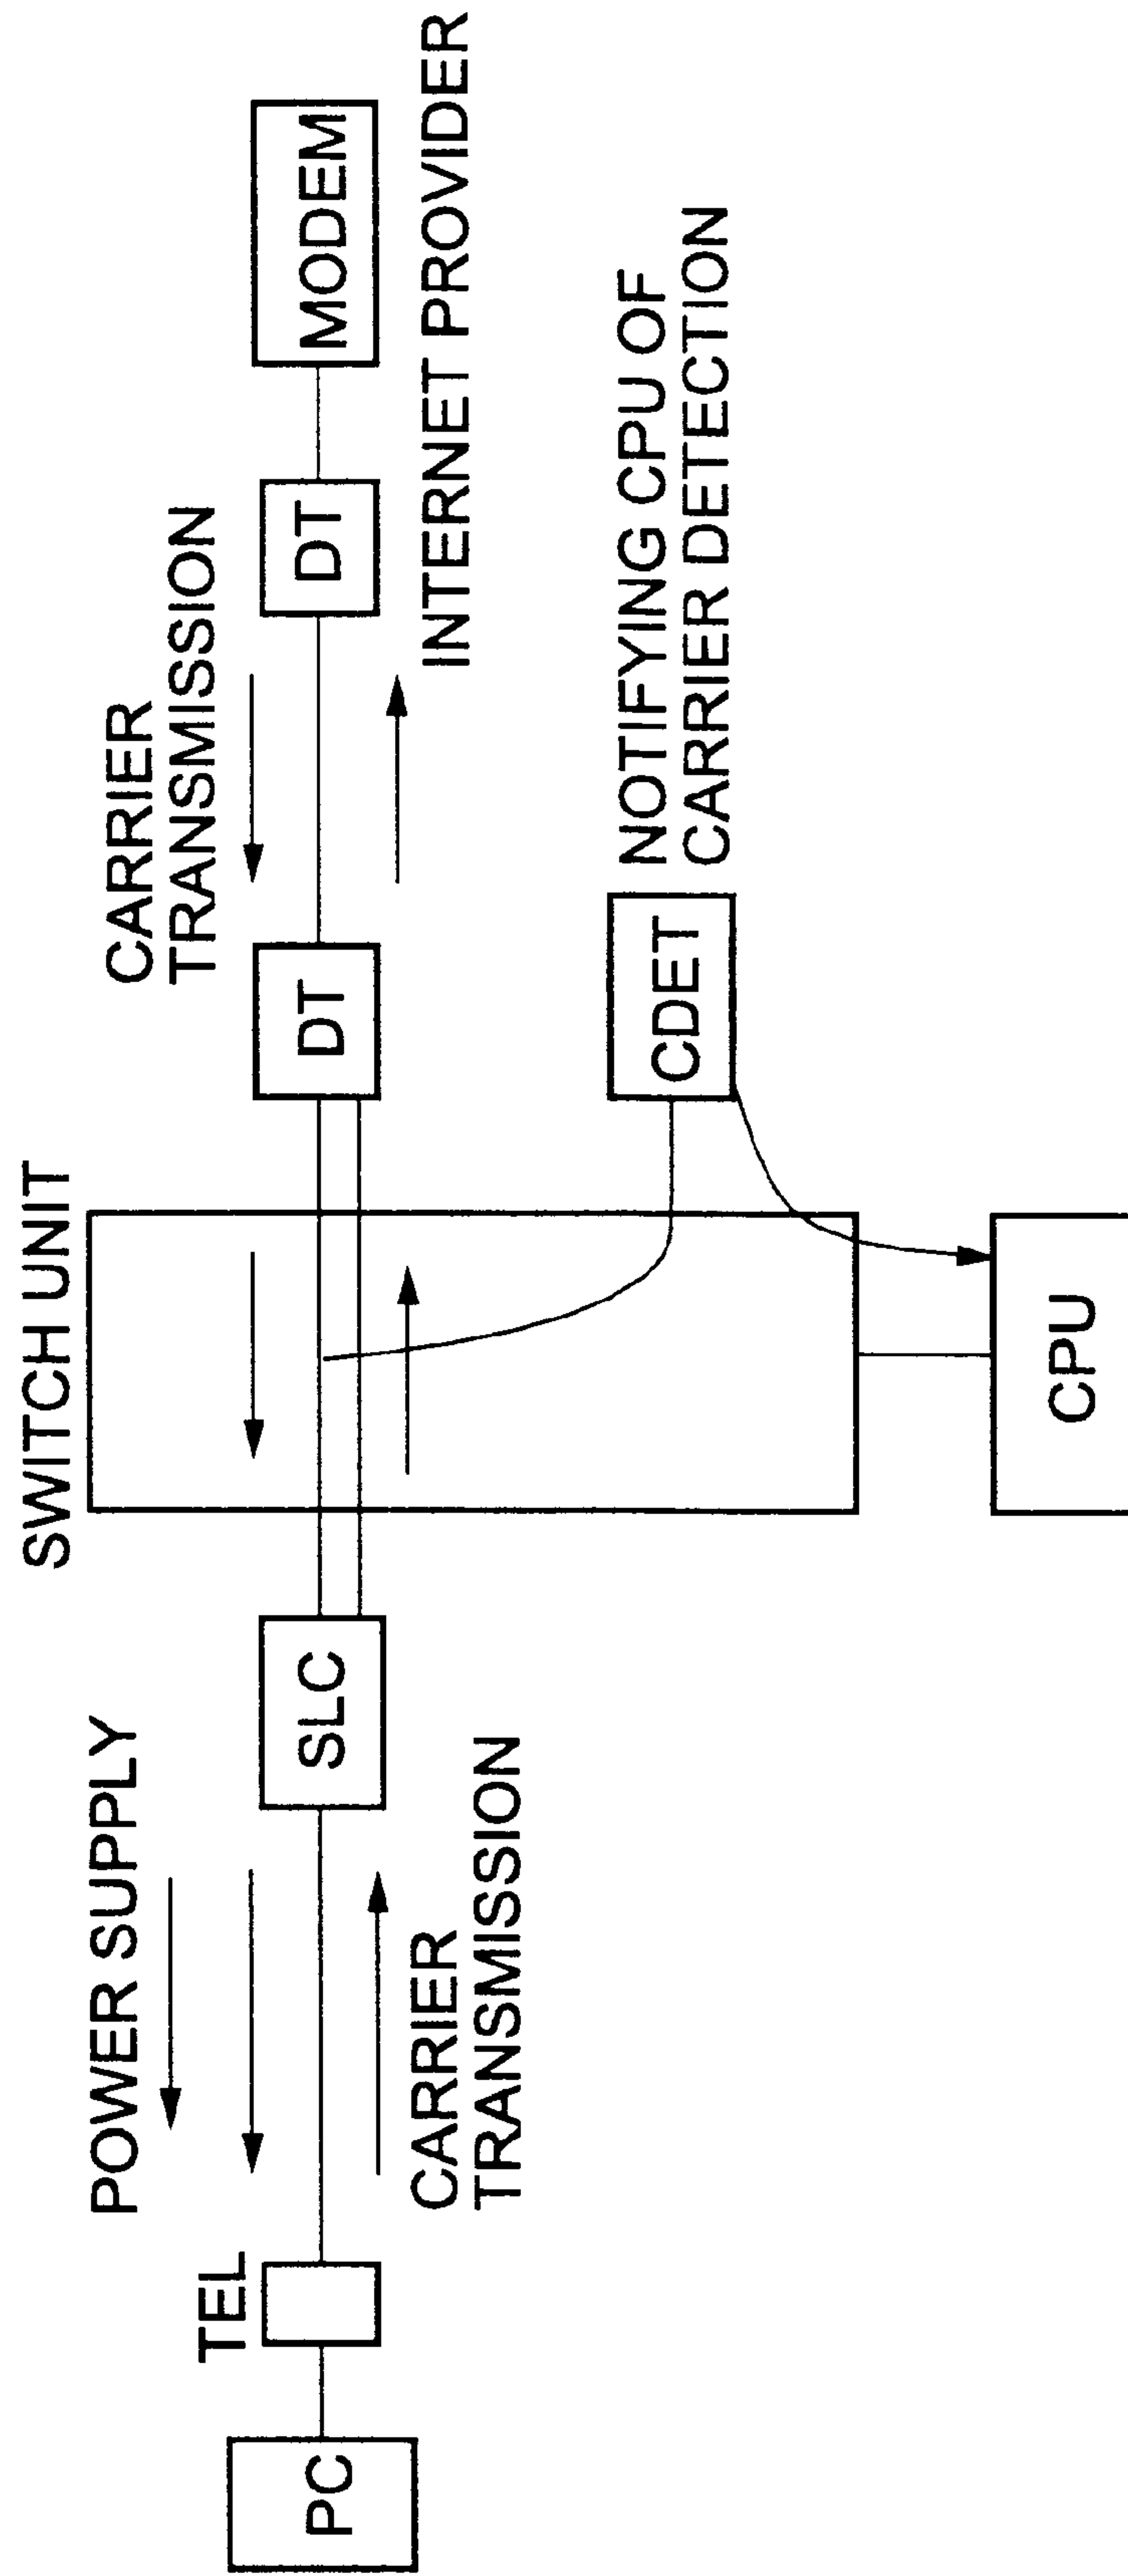 SWITCH UNIT
POWER SUPPLY
CARRIER
TRANSMISSION
TEL
PC
SLC
DT
DT
MODEM
CARRIER
TRANSMISSION
INTERNET PROVIDER
CDET
NOTIFYING CPU OF
CARRIER DETECTION
CPU